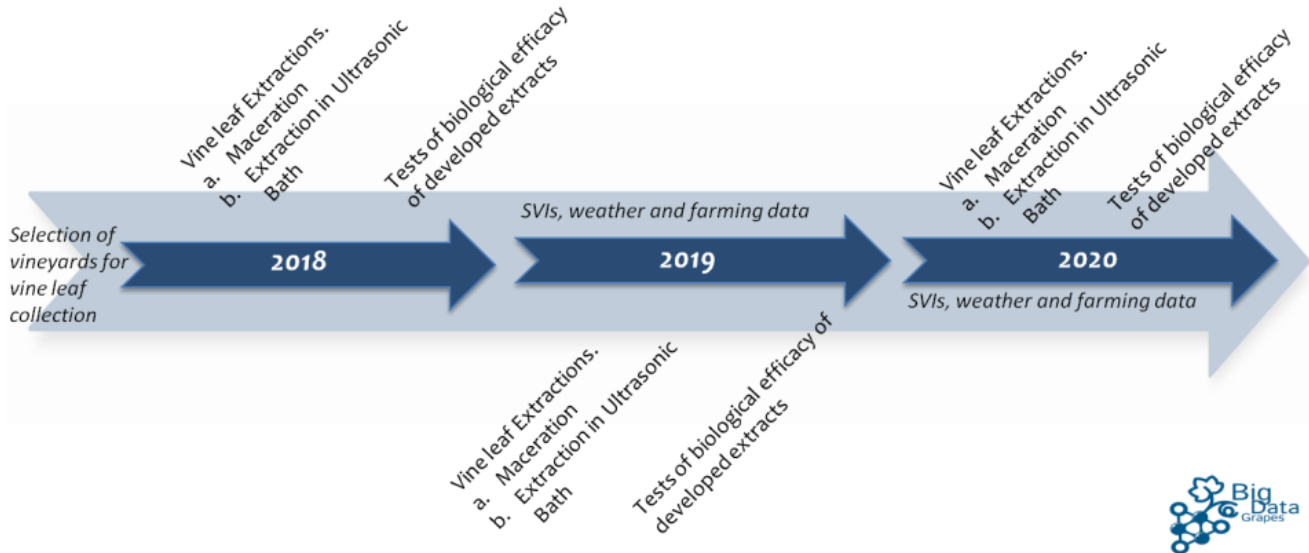 Selection of
vineyards for
vine leaf
collection
Vine leaf Extractions.
a. Maceration
b. Extraction in Ultrasonic
Bath
Tests of biological efficacy
of developed extracts
2018
SVIs, weather and farming data
2019
Vine leaf Extractions.
a. Maceration
b. Extraction in Ultrasonic
Bath
Tests of biological efficacy of
developed extracts
Vine leaf Extractions.
a. Maceration
b. Extraction in Ultrasonic
Bath
Tests of biological efficacy
of developed extracts
2020
SVIs, weather and farming data
Big
Data
Grapes